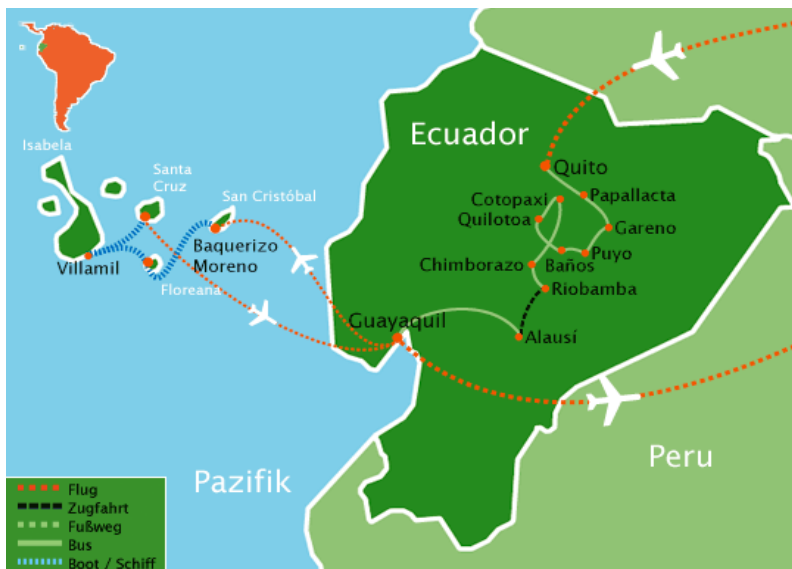 Isabela
Santa
Cruz
San Cristóbal
Villamil
Baquerizo
Moreno
Floreana
Ecuador
Quito
Cotopaxi
Papallacta
Quilotoa
Gareno
Chimborazo
Baños
Puyo
Riobamba
Guayaquil
Alausí
Pazifik
Peru
Flug
Zugfahrt
Fußweg
Bus
Boot / Schiff